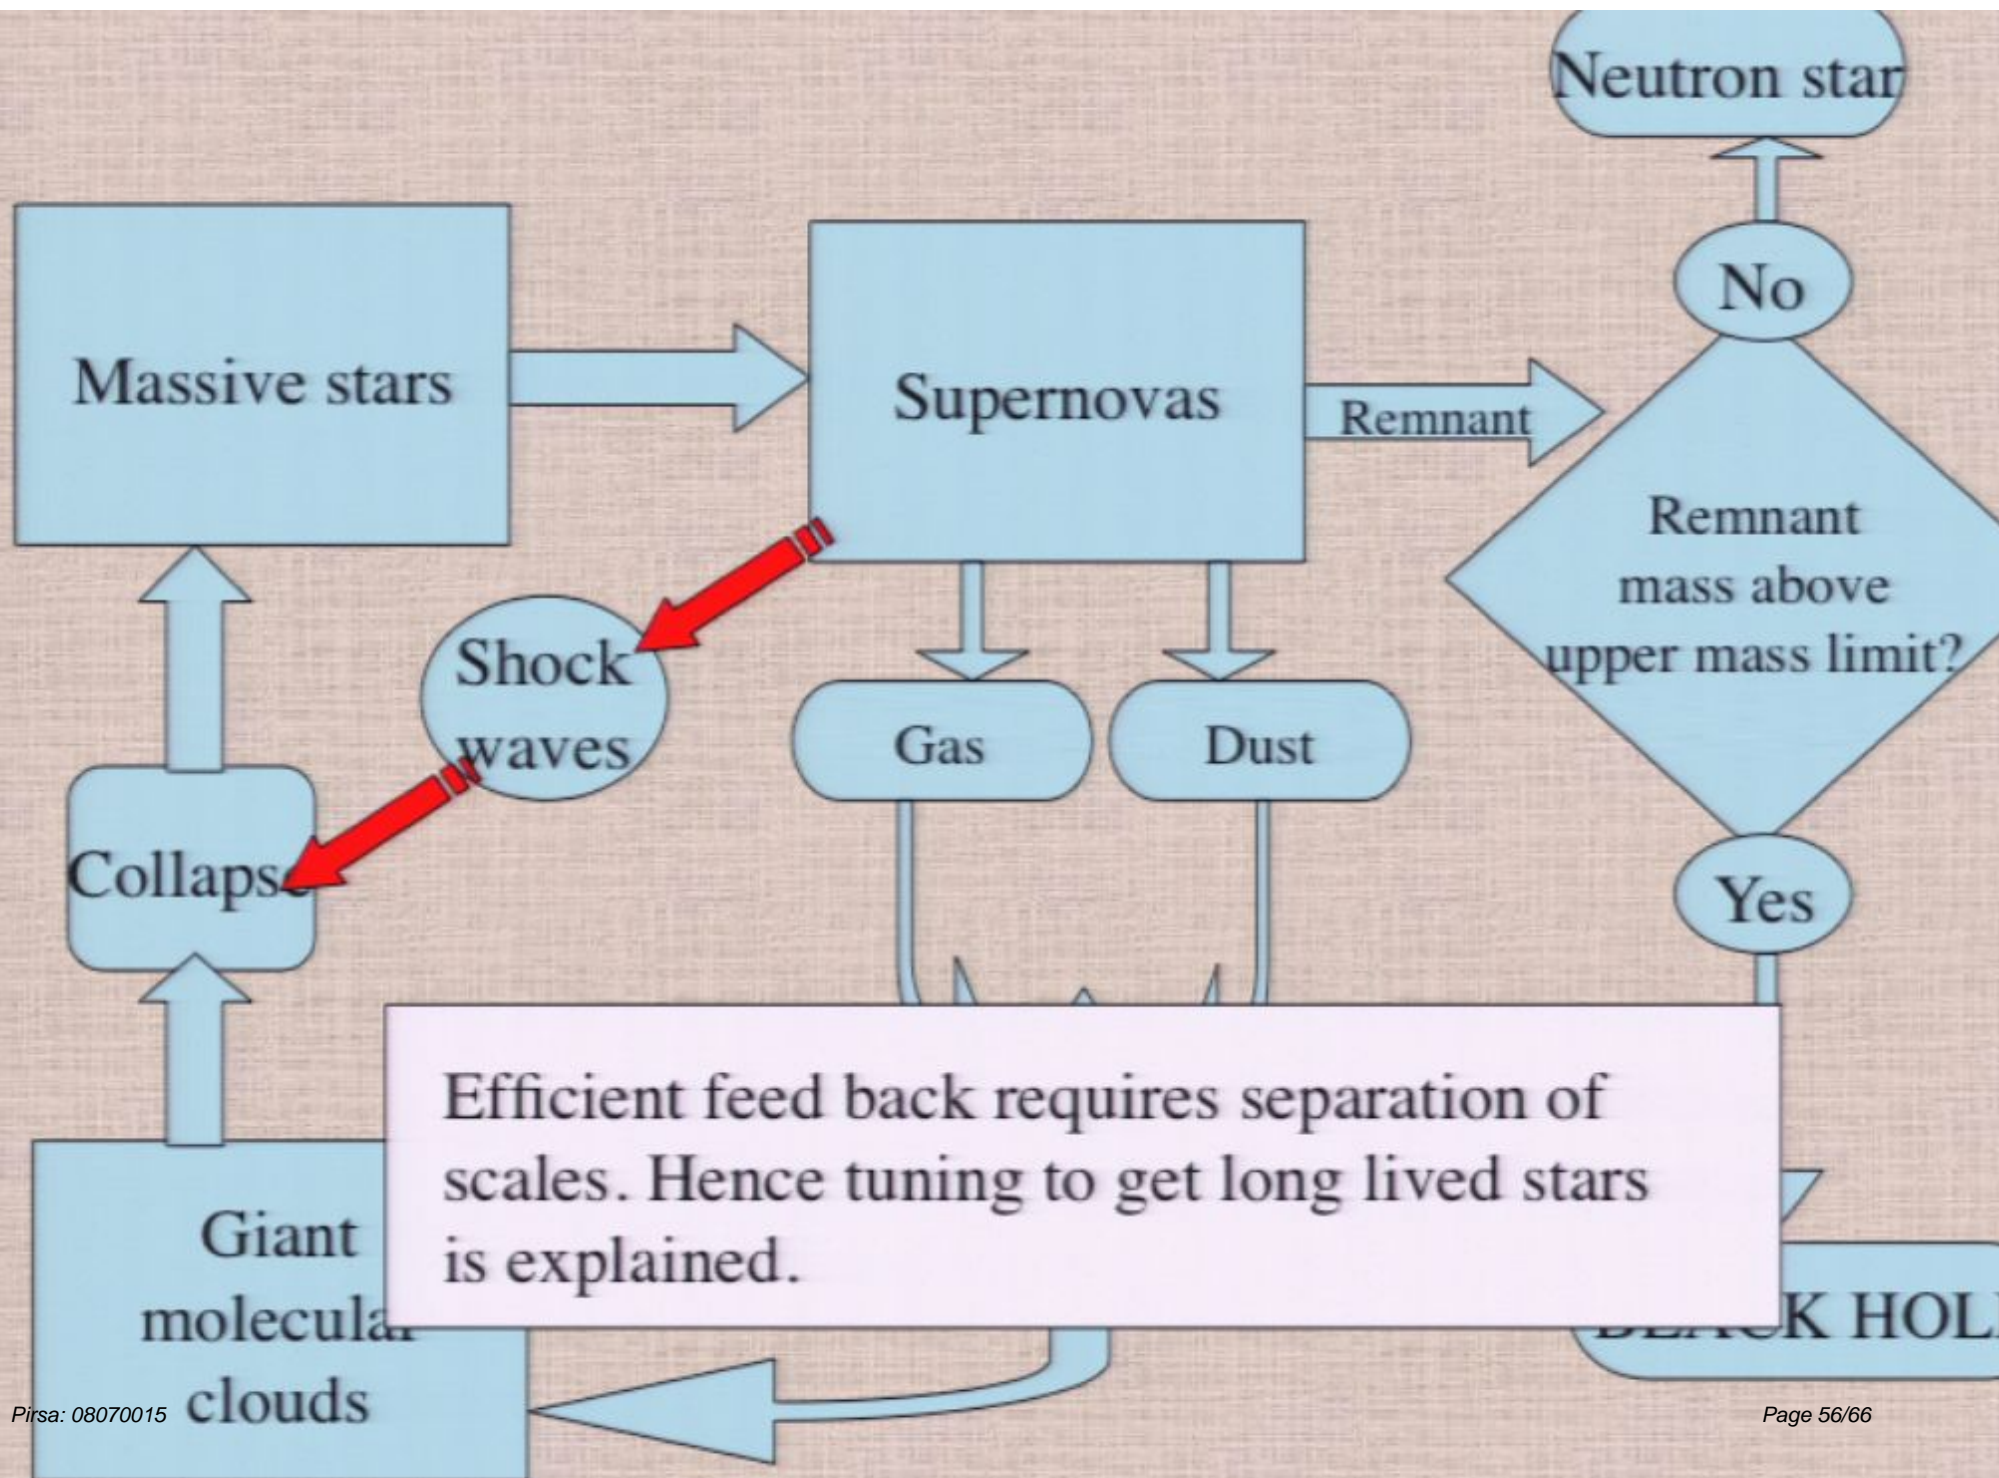 Neutron star
No
Massive stars
Supernovas
Remnant
Remnant
mass above
upper mass limit?
Shock
waves
Gas
Dust
Collapse
Yes
Efficient feed back requires separation of
scales. Hence tuning to get long lived stars
is explained.
Giant
molecular
clouds
BLACK HOL
Pirsa: 08070015
Page 56/66